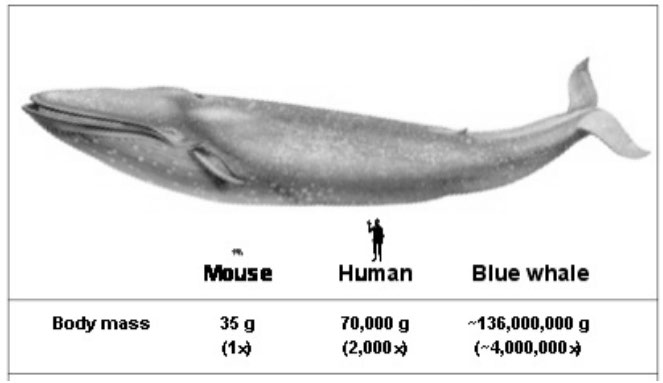 Mouse Human Blue whale
Body mass 35 g 70,000 g ~136,000,000 g
(1x) (2,000x) (~4,000,000x)